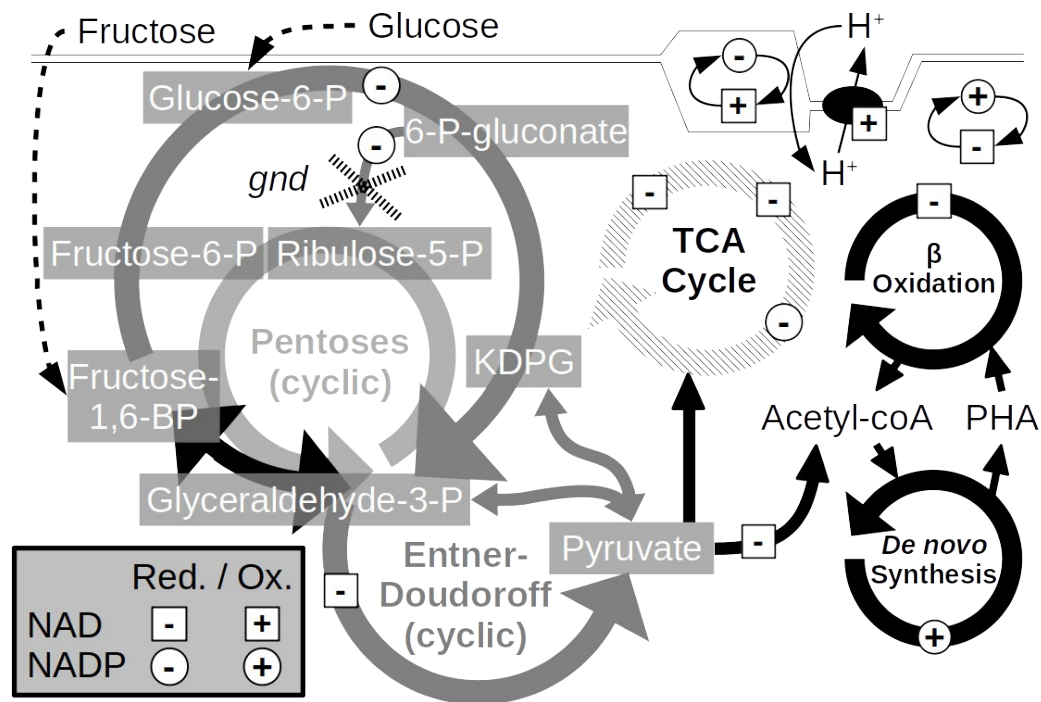 Fructose
Glucose
H+
Glucose-6-P
-
-
+
+
+
-
6-P-gluconate
-
gnd
H+
-
-
TCA
Cycle
-
-
β
Oxidation
Fructose-6-P
Ribulose-5-P
Pentoses
(cyclic)
KDPG
Fructose-
1,6-BP
Acetyl-coA
PHA
Glyceraldehyde-3-P
Entner-
Doudoroff
(cyclic)
Pyruvate
-
De novo
Synthesis
+
-
Red. / Ox.
NAD - +
NADP - +